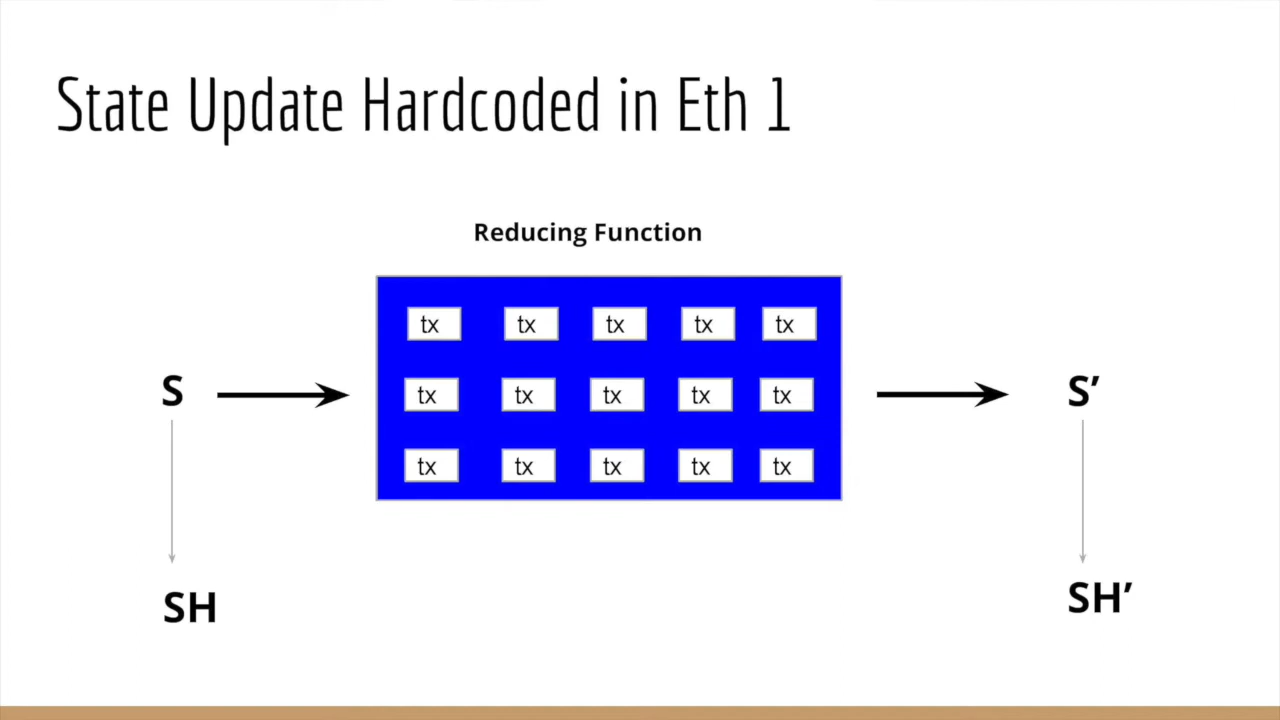 State Update Hardcoded in Eth 1
Reducing Function
tx tx tx tx tx
S tx tx tx tx tx S’
tx tx tx tx tx
SH SH’